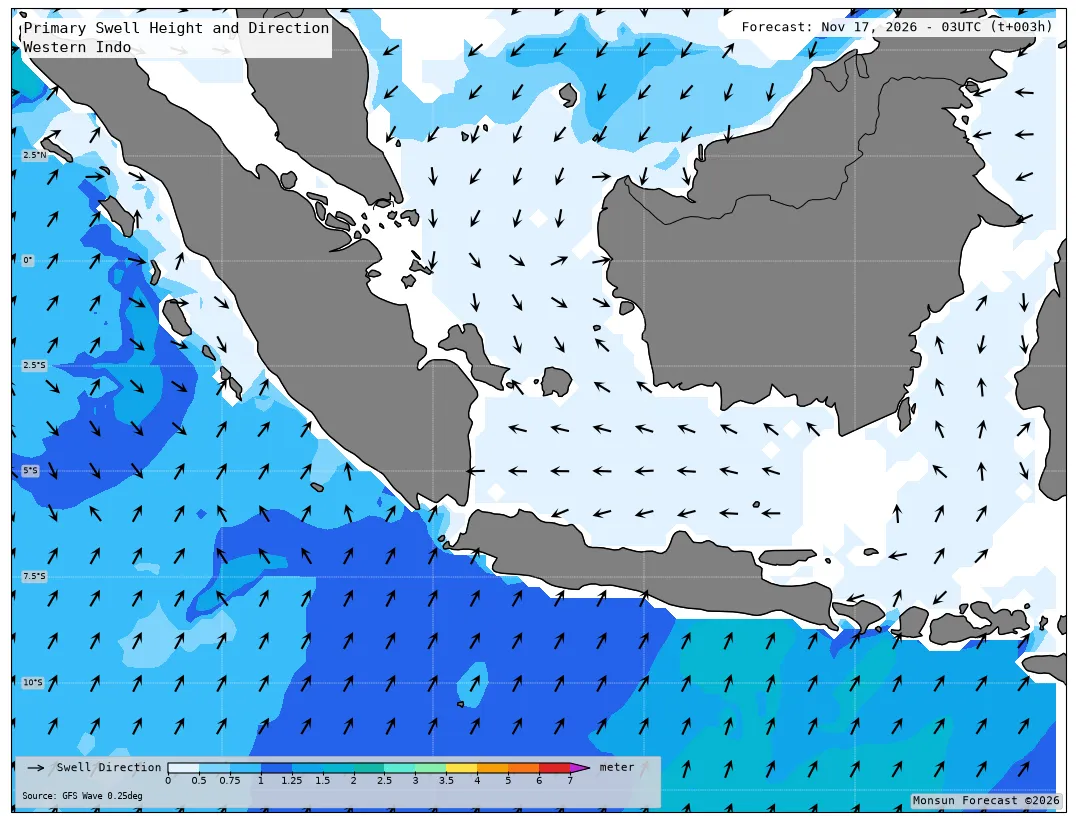 Primary Swell Height and Direction
Western Indo
Forecast: Nov 17, 2026 - 03UTC (t+003h)
2.5°N
0°
2.5°S
5°S
7.5°S
10°S
Swell Direction
0 0.5 0.75 1 1.25 1.5 2 2.5 3 3.5 4 5 6 7
meter
Source: GFS Wave 0.25deg
Monsun Forecast ©2026